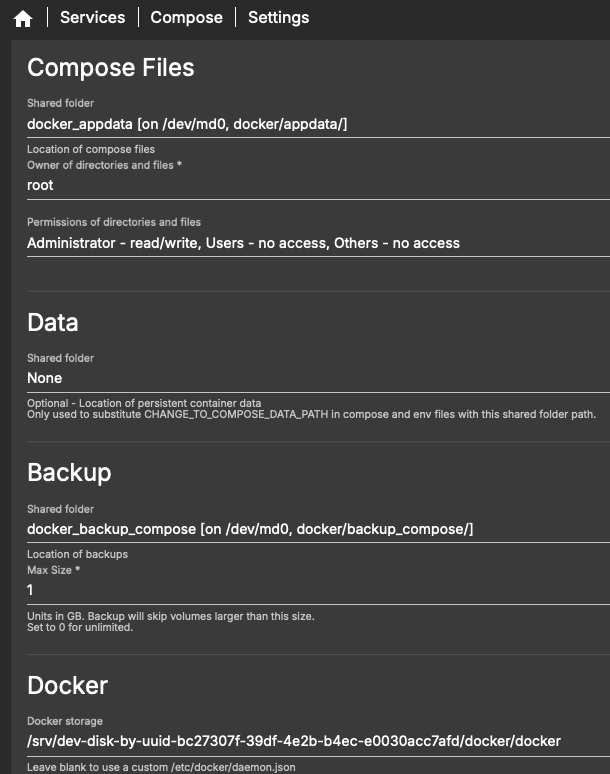 Services
Compose
Settings
Compose Files
Shared folder
docker_appdata [on /dev/md0, docker/appdata/]
Location of compose files
Owner of directories and files *
root
Permissions of directories and files
Administrator - read/write, Users - no access, Others - no access
Data
Shared folder
None
Optional - Location of persistent container data
Only used to substitute CHANGE_TO_COMPOSE_DATA_PATH in compose and env files with this shared folder path.
Backup
Shared folder
docker_backup_compose [on /dev/md0, docker/backup_compose/]
Location of backups
Max Size *
1
Units in GB. Backup will skip volumes larger than this size.
Set to 0 for unlimited.
Docker
Docker storage
/srv/dev-disk-by-uuid-bc27307f-39df-4e2b-b4ec-e0030acc7afd/docker/docker
Leave blank to use a custom /etc/docker/daemon.json